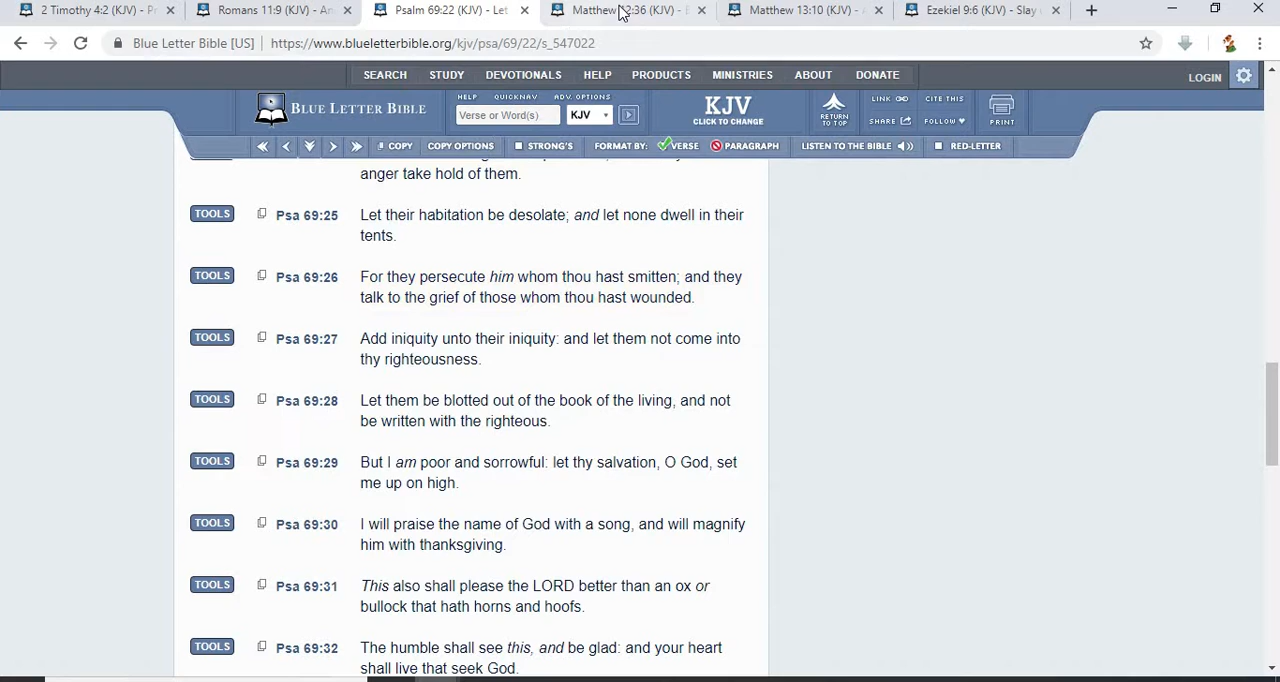 2 Timothy 4:2 (KJV) - Pr
Romans 11:9 (KJV) - An
Psalm 69:22 (KJV) - Let
Matthew 12:36 (KJV) -
Matthew 13:10 (KJV) -
Ezekiel 9:6 (KJV) - Slay
Blue Letter Bible [US] https://www.blueletterbible.org/kjv/psa/69/22/s_547022
SEARCH STUDY DEVOTIONALS HELP PRODUCTS MINISTRIES ABOUT DONATE
LOGIN
BLUE LETTER BIBLE
HELP QUICKNAV ADV. OPTIONS
Verse or Word(s) KJV
KJV
CLICK TO CHANGE
RETURN
TO TOP
LINK CITE THIS
SHARE FOLLOW
PRINT
COPY COPY OPTIONS STRONG'S FORMAT BY: VERSE PARAGRAPH LISTEN TO THE BIBLE RED-LETTER
anger take hold of them.
TOOLS Psa 69:25 Let their habitation be desolate; and let none dwell in their
tents.
TOOLS Psa 69:26 For they persecute him whom thou hast smitten; and they
talk to the grief of those whom thou hast wounded.
TOOLS Psa 69:27 Add iniquity unto their iniquity: and let them not come into
thy righteousness.
TOOLS Psa 69:28 Let them be blotted out of the book of the living, and not
be written with the righteous.
TOOLS Psa 69:29 But I am poor and sorrowful: let thy salvation, O God, set
me up on high.
TOOLS Psa 69:30 I will praise the name of God with a song, and will magnify
him with thanksgiving.
TOOLS Psa 69:31 This also shall please the LORD better than an ox or
bullock that hath horns and hoofs.
TOOLS Psa 69:32 The humble shall see this, and be glad: and your heart
shall live that seek God.